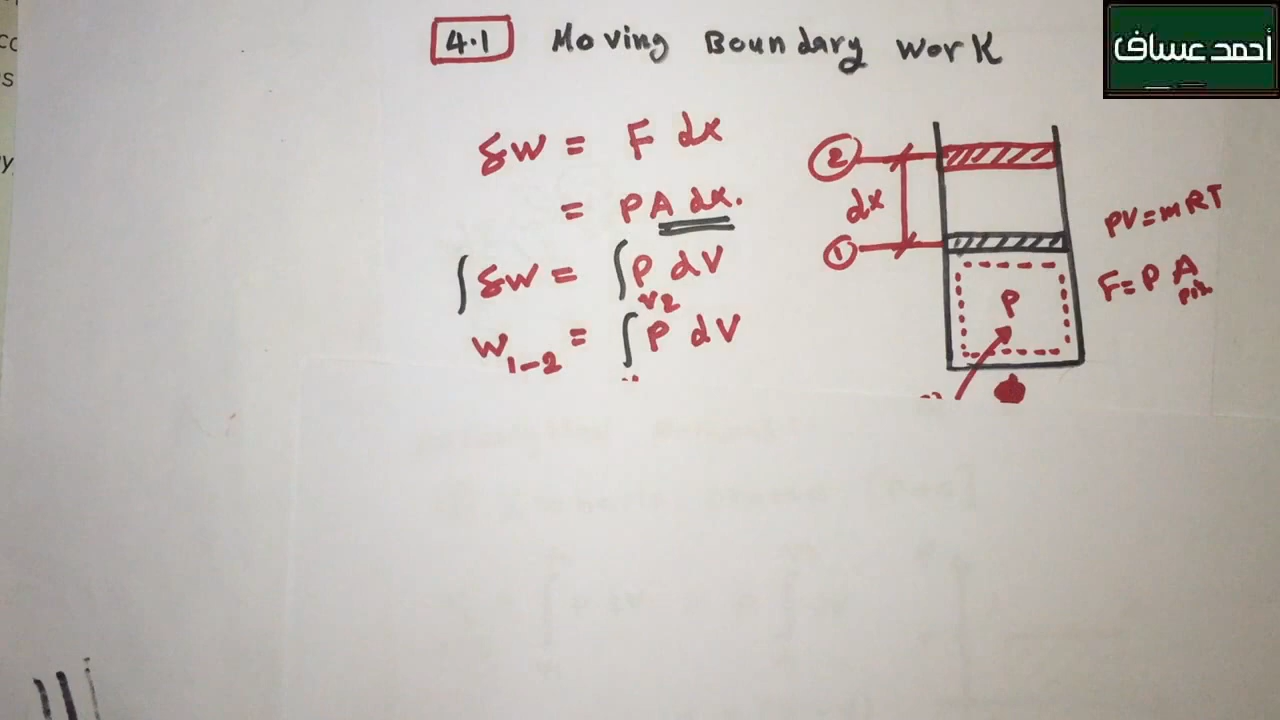 4.1 Moving Boundary Work
أحمد عساف
δW = F dx
= PA dx.
∫ δW = ∫ P dV
V2
W1-2 = ∫ P dV
2
dx
1
P
PV = mRT
F = P A